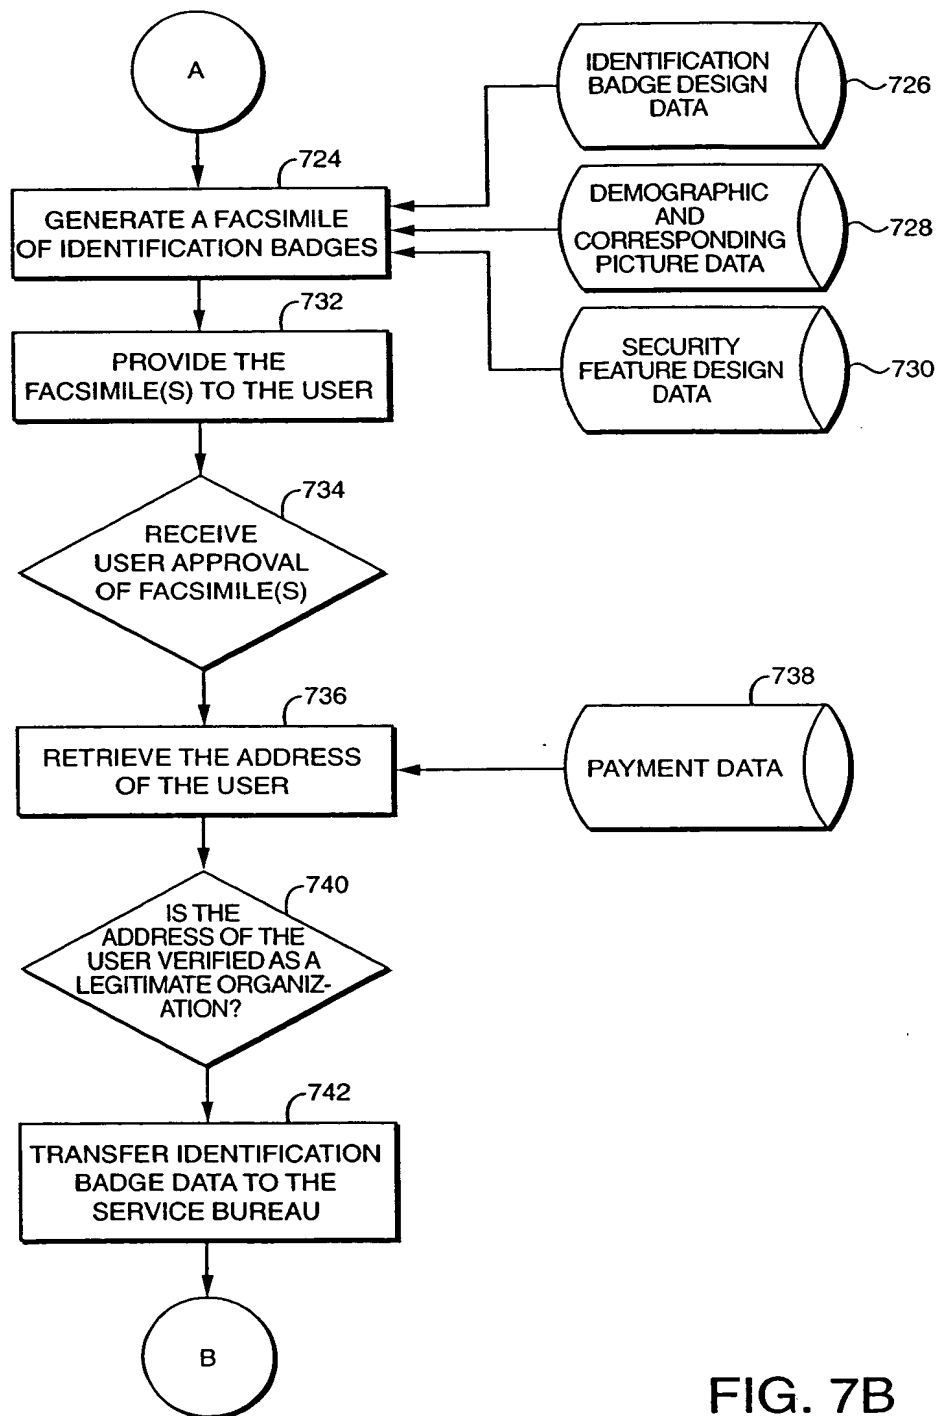 A
IDENTIFICATION
BADGE DESIGN
DATA
726
724
GENERATE A FACSIMILE
OF IDENTIFICATION BADGES
DEMOGRAPHIC
AND
CORRESPONDING
PICTURE DATA
728
732
PROVIDE THE
FACSIMILE(S) TO THE USER
SECURITY
FEATURE DESIGN
DATA
730
734
RECEIVE
USER APPROVAL
OF FACSIMILE(S)
736
RETRIEVE THE ADDRESS
OF THE USER
738
PAYMENT DATA
740
IS THE
ADDRESS OF THE
USER VERIFIED AS A
LEGITIMATE ORGANIZ-
ATION?
742
TRANSFER IDENTIFICATION
BADGE DATA TO THE
SERVICE BUREAU
B
FIG. 7B